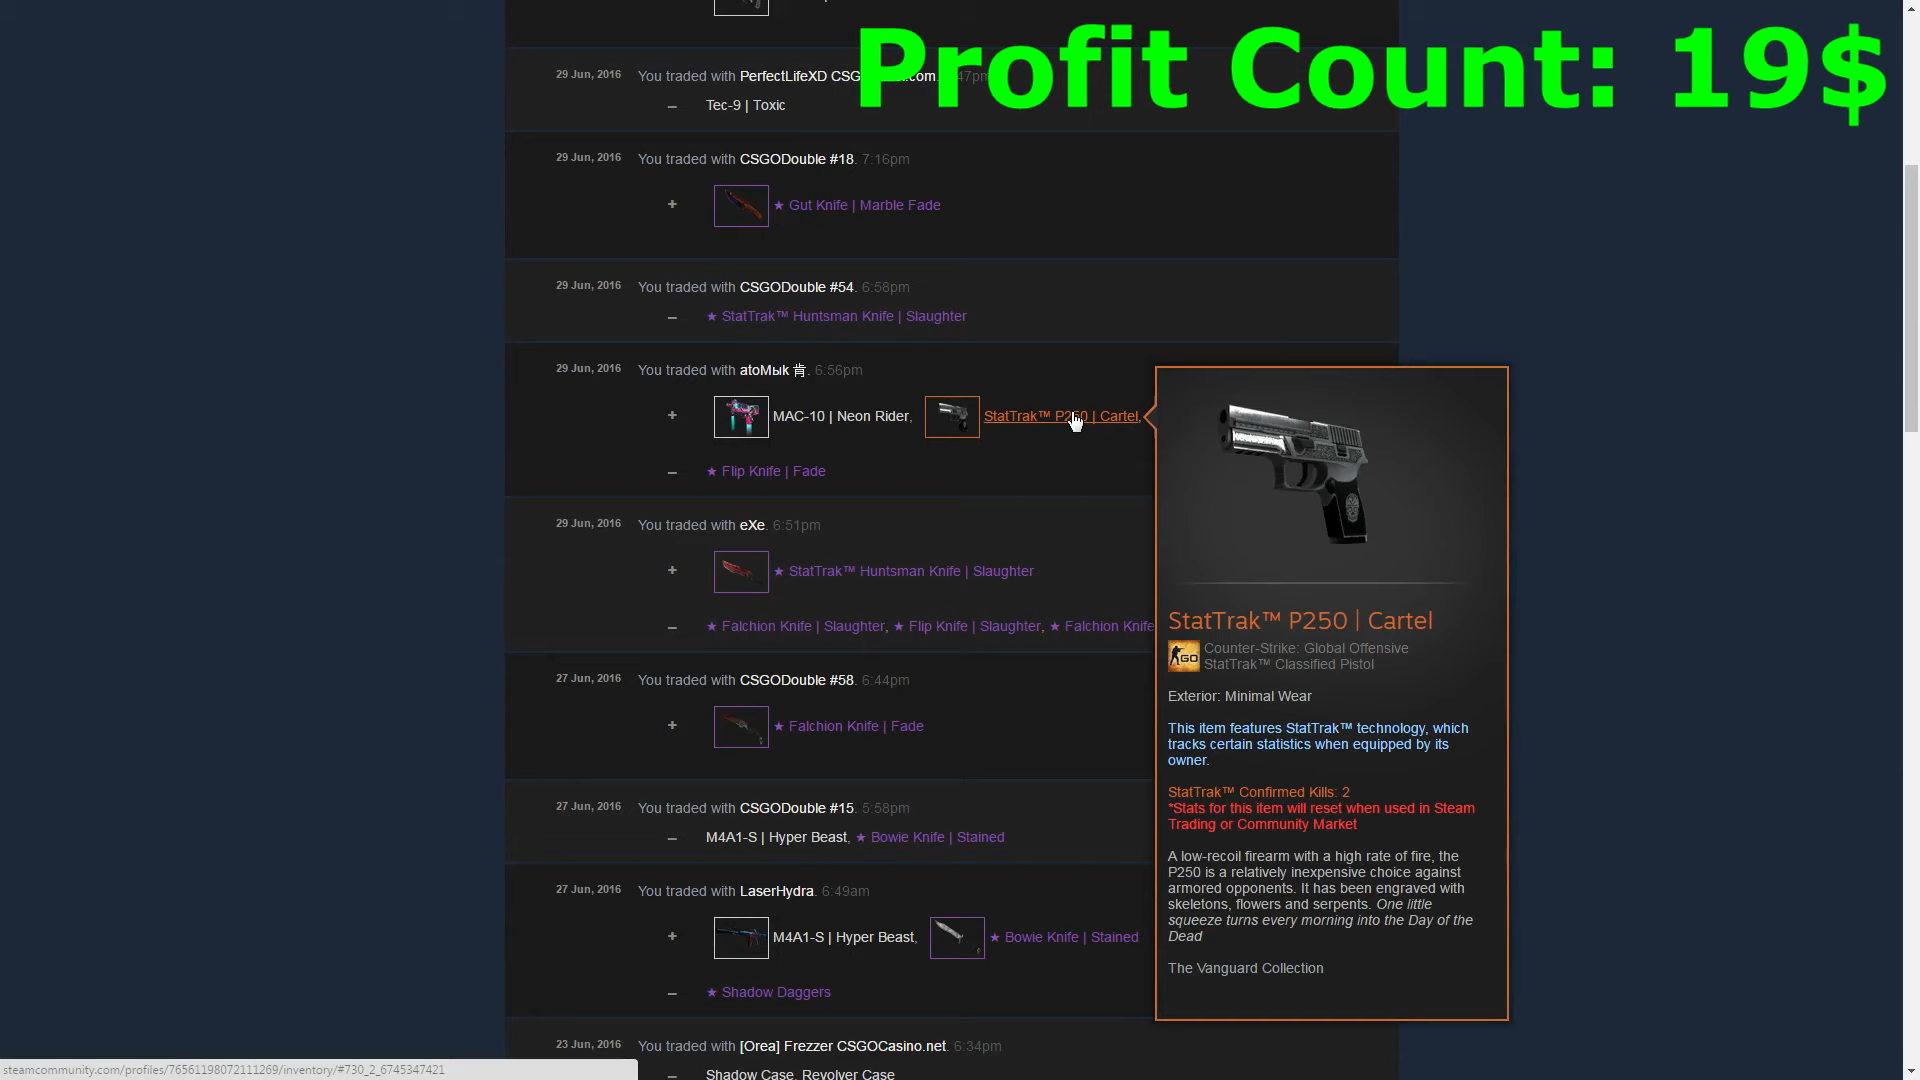 Profit Count: 19$
29 Jun, 2016 You traded with PerfectLifeXD CSG
– Tec-9 | Toxic
29 Jun, 2016 You traded with CSGODouble #18. 7:16pm
+ ★ Gut Knife | Marble Fade
29 Jun, 2016 You traded with CSGODouble #54. 6:58pm
– ★ StatTrak™ Huntsman Knife | Slaughter
29 Jun, 2016 You traded with atoMыk 肯. 6:56pm
+ MAC-10 | Neon Rider, StatTrak™ P250 | Cartel,
– ★ Flip Knife | Fade
29 Jun, 2016 You traded with eXe. 6:51pm
+ ★ StatTrak™ Huntsman Knife | Slaughter
– ★ Falchion Knife | Slaughter, ★ Flip Knife | Slaughter, ★ Falchion Knife
27 Jun, 2016 You traded with CSGODouble #58. 6:44pm
+ ★ Falchion Knife | Fade
27 Jun, 2016 You traded with CSGODouble #15. 5:58pm
– M4A1-S | Hyper Beast, ★ Bowie Knife | Stained
27 Jun, 2016 You traded with LaserHydra. 6:49am
+ M4A1-S | Hyper Beast, ★ Bowie Knife | Stained
– ★ Shadow Daggers
23 Jun, 2016 You traded with [Orea] Frezzer CSGOCasino.net. 6:34pm
– Shadow Case, Revolver Case
StatTrak™ P250 | Cartel
GO
Counter-Strike: Global Offensive
StatTrak™ Classified Pistol
Exterior: Minimal Wear
This item features StatTrak™ technology, which
tracks certain statistics when equipped by its
owner.
StatTrak™ Confirmed Kills: 2
*Stats for this item will reset when used in Steam
Trading or Community Market
A low-recoil firearm with a high rate of fire, the
P250 is a relatively inexpensive choice against
armored opponents. It has been engraved with
skeletons, flowers and serpents. One little
squeeze turns every morning into the Day of the
Dead
The Vanguard Collection
steamcommunity.com/profiles/76561198072111269/inventory/#730_2_6745347421